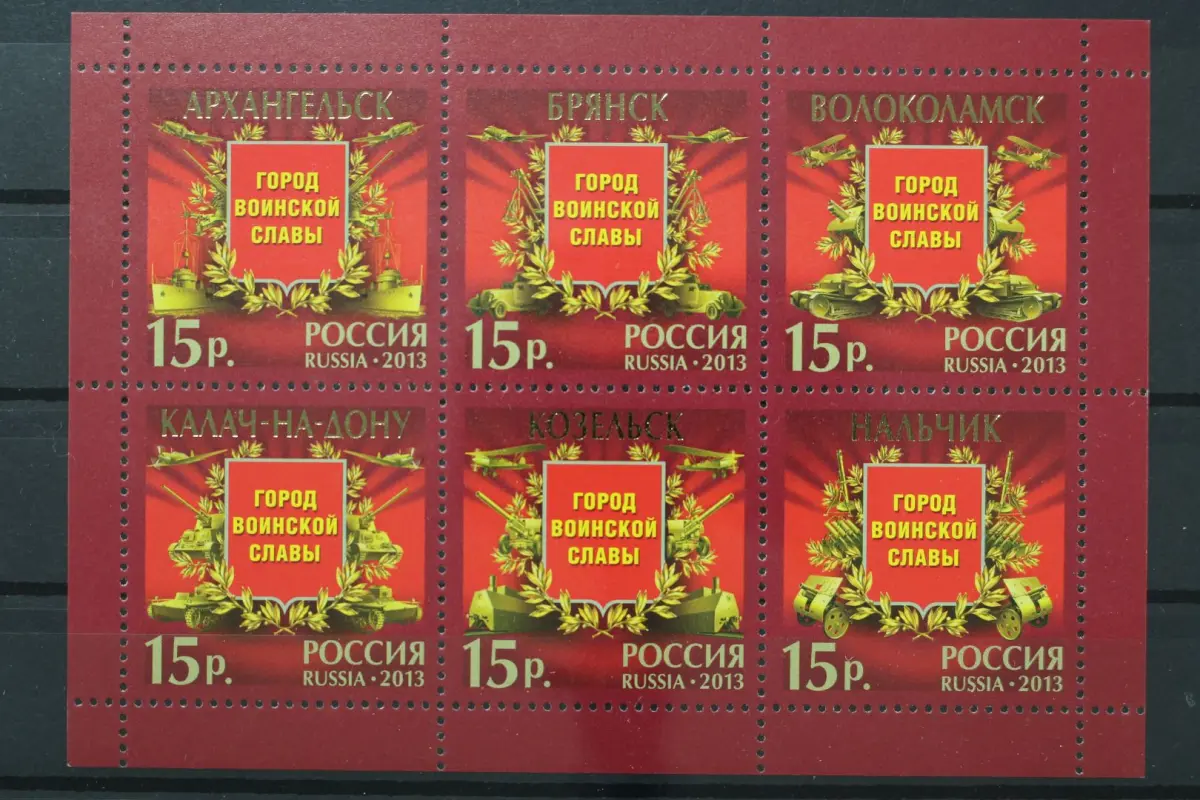 АРХАНГЕЛЬСК
ГОРОД
ВОИНСКОЙ
СЛАВЫ
15р.
РОССИЯ
RUSSIA · 2013
БРЯНСК
ГОРОД
ВОИНСКОЙ
СЛАВЫ
15р.
РОССИЯ
RUSSIA · 2013
ВОЛОКОЛАМСК
ГОРОД
ВОИНСКОЙ
СЛАВЫ
15р.
РОССИЯ
RUSSIA · 2013
КАЛАЧ-НА-ДОНУ
ГОРОД
ВОИНСКОЙ
СЛАВЫ
15р.
РОССИЯ
RUSSIA · 2013
КОЗЕЛЬСК
ГОРОД
ВОИНСКОЙ
СЛАВЫ
15р.
РОССИЯ
RUSSIA · 2013
НАЛЬЧИК
ГОРОД
ВОИНСКОЙ
СЛАВЫ
15р.
РОССИЯ
RUSSIA · 2013